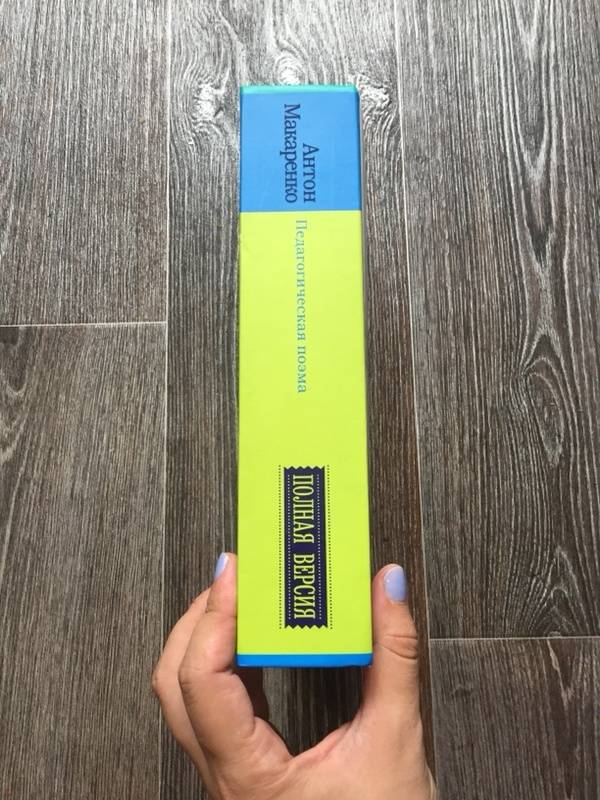 Антон
Макаренко
Педагогическая поэма
ПОЛНАЯ ВЕРСИЯ